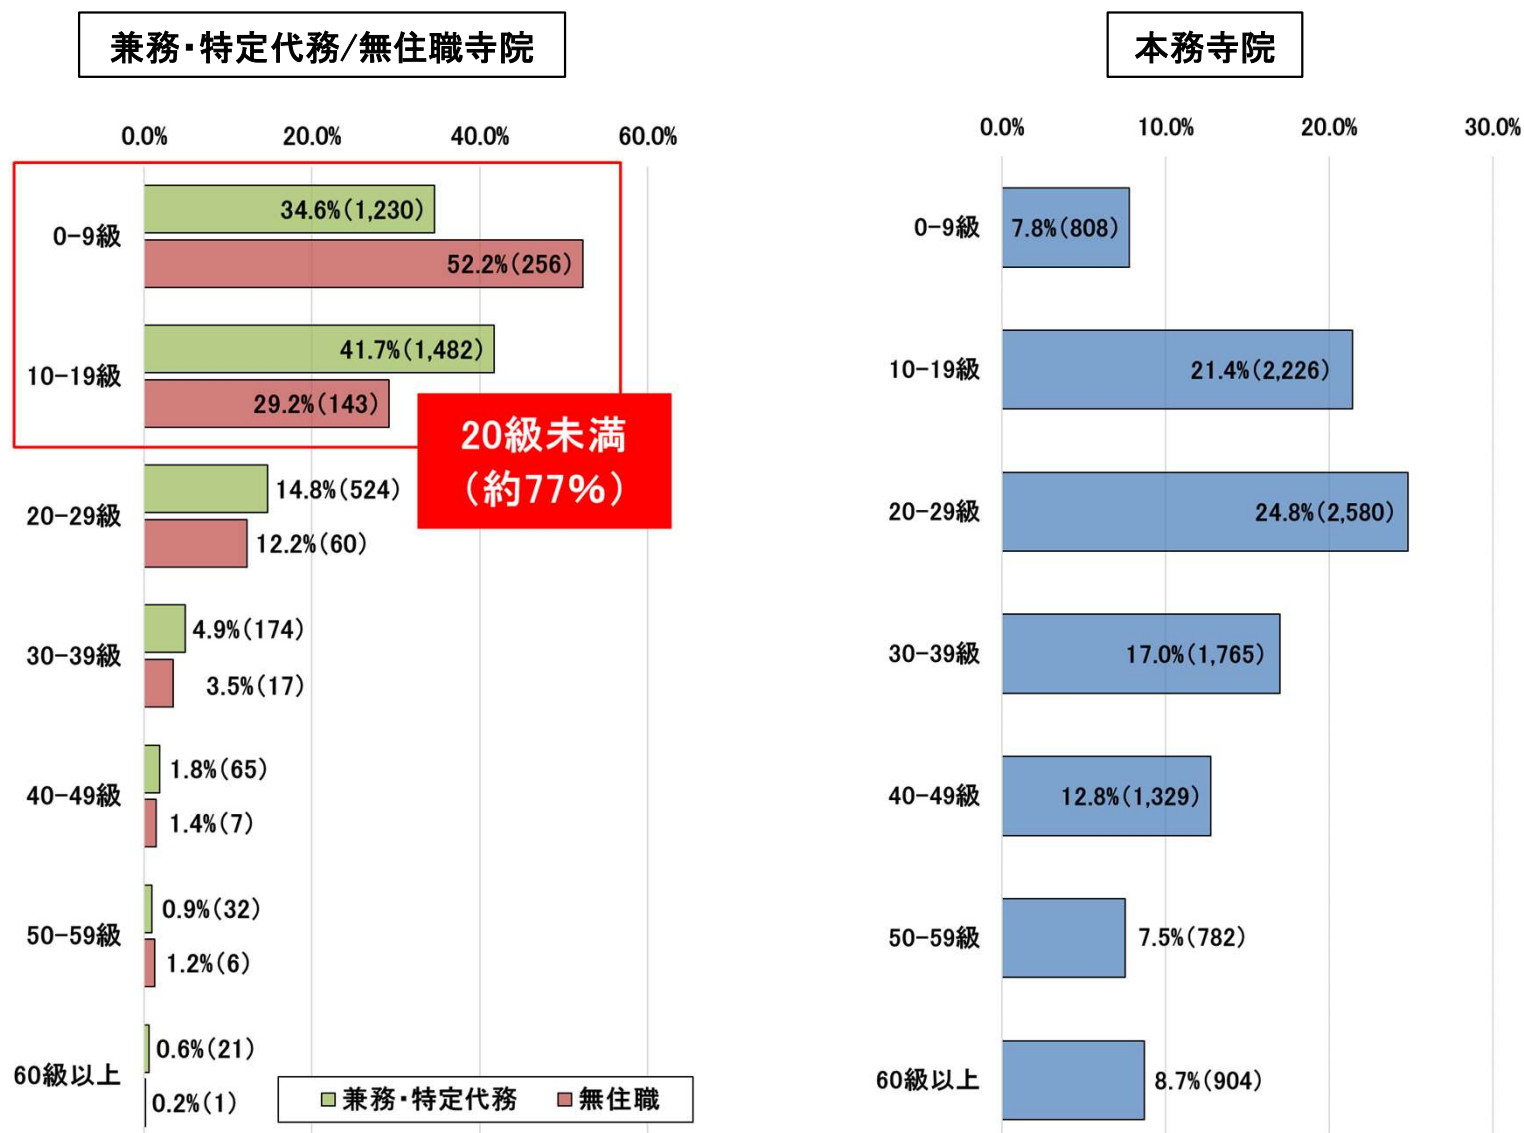 兼務・特定代務/無住職寺院
0.0% 20.0% 40.0% 60.0%
0-9級
34.6%(1,230)
52.2%(256)
10-19級
41.7%(1,482)
29.2%(143)
20級未満
(約77%)
20-29級
14.8%(524)
12.2%(60)
30-39級
4.9%(174)
3.5%(17)
40-49級
1.8%(65)
1.4%(7)
50-59級
0.9%(32)
1.2%(6)
60級以上
0.6%(21)
0.2%(1)
兼務・特定代務 無住職
本務寺院
0.0% 10.0% 20.0% 30.0%
0-9級 7.8%(808)
10-19級 21.4%(2,226)
20-29級 24.8%(2,580)
30-39級 17.0%(1,765)
40-49級 12.8%(1,329)
50-59級 7.5%(782)
60級以上 8.7%(904)